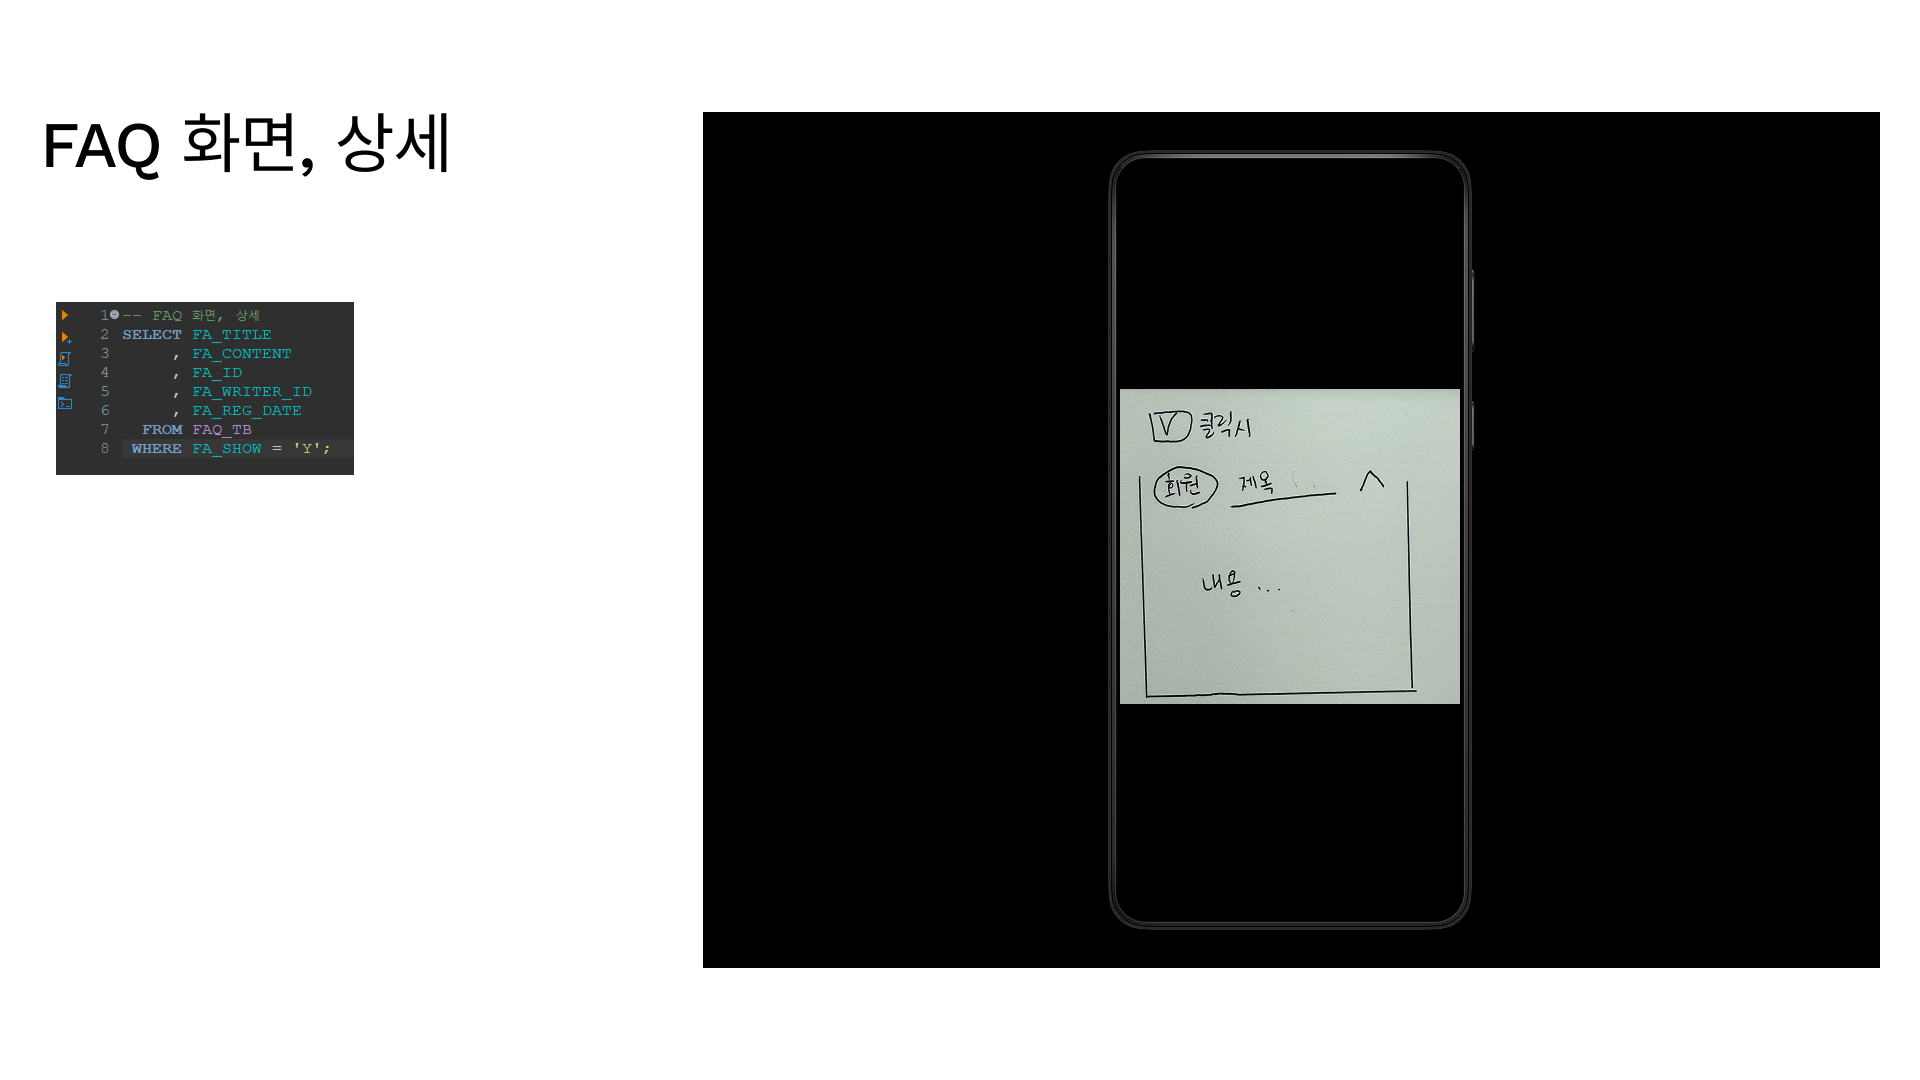 FAQ 화면, 상세
1 -- FAQ 화면, 상세
2 SELECT FA_TITLE
3 , FA_CONTENT
4 , FA_ID
5 , FA_WRITER_ID
6 , FA_REG_DATE
7 FROM FAQ_TB
8 WHERE FA_SHOW = 'Y';
V 클릭시
회원 제목 ... ^
내용 ...